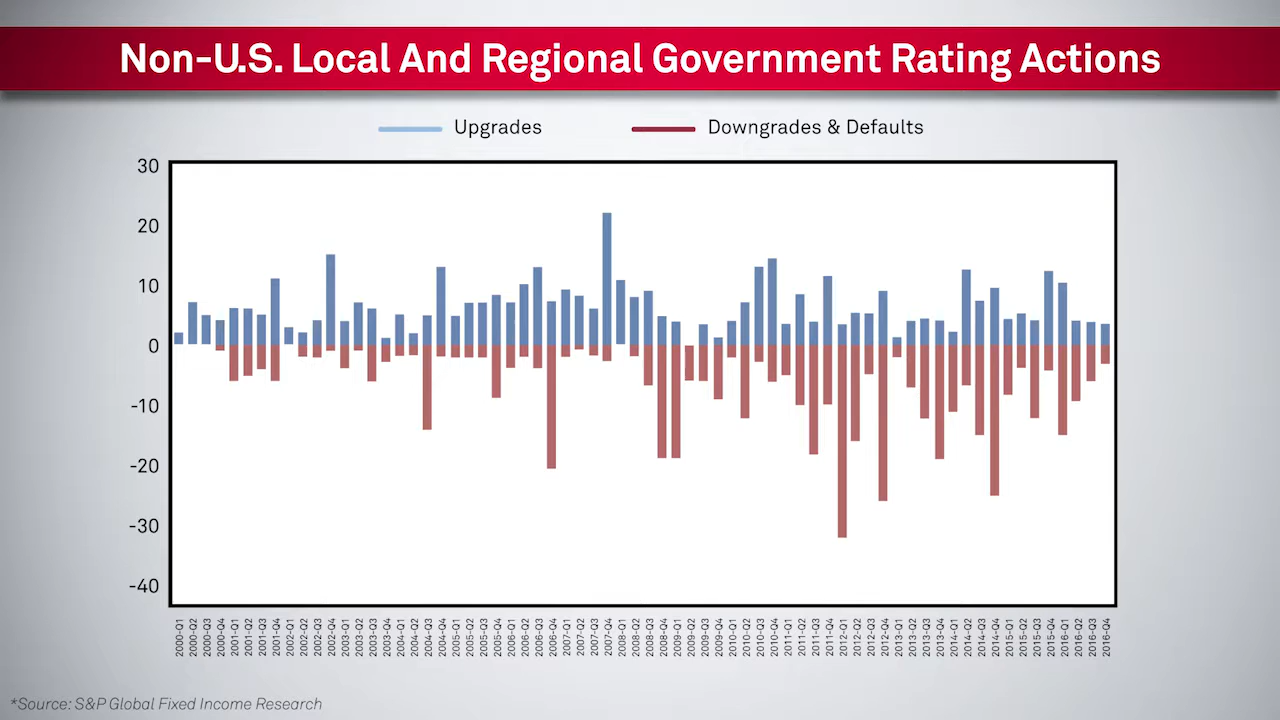 Non-U.S. Local And Regional Government Rating Actions
Upgrades
Downgrades & Defaults
30
20
10
0
-10
-20
-30
-40
2000-Q1
2000-Q2
2000-Q3
2000-Q4
2001-Q1
2001-Q2
2001-Q3
2001-Q4
2002-Q1
2002-Q2
2002-Q3
2002-Q4
2003-Q1
2003-Q2
2003-Q3
2003-Q4
2004-Q1
2004-Q2
2004-Q3
2004-Q4
2005-Q1
2005-Q2
2005-Q3
2005-Q4
2006-Q1
2006-Q2
2006-Q3
2006-Q4
2007-Q1
2007-Q2
2007-Q3
2007-Q4
2008-Q1
2008-Q2
2008-Q3
2008-Q4
2009-Q1
2009-Q2
2009-Q3
2009-Q4
2010-Q1
2010-Q2
2010-Q3
2010-Q4
2011-Q1
2011-Q2
2011-Q3
2011-Q4
2012-Q1
2012-Q2
2012-Q3
2012-Q4
2013-Q1
2013-Q2
2013-Q3
2013-Q4
2014-Q1
2014-Q2
2014-Q3
2014-Q4
2015-Q1
2015-Q2
2015-Q3
2015-Q4
2016-Q1
2016-Q2
2016-Q3
2016-Q4
*Source: S&P Global Fixed Income Research